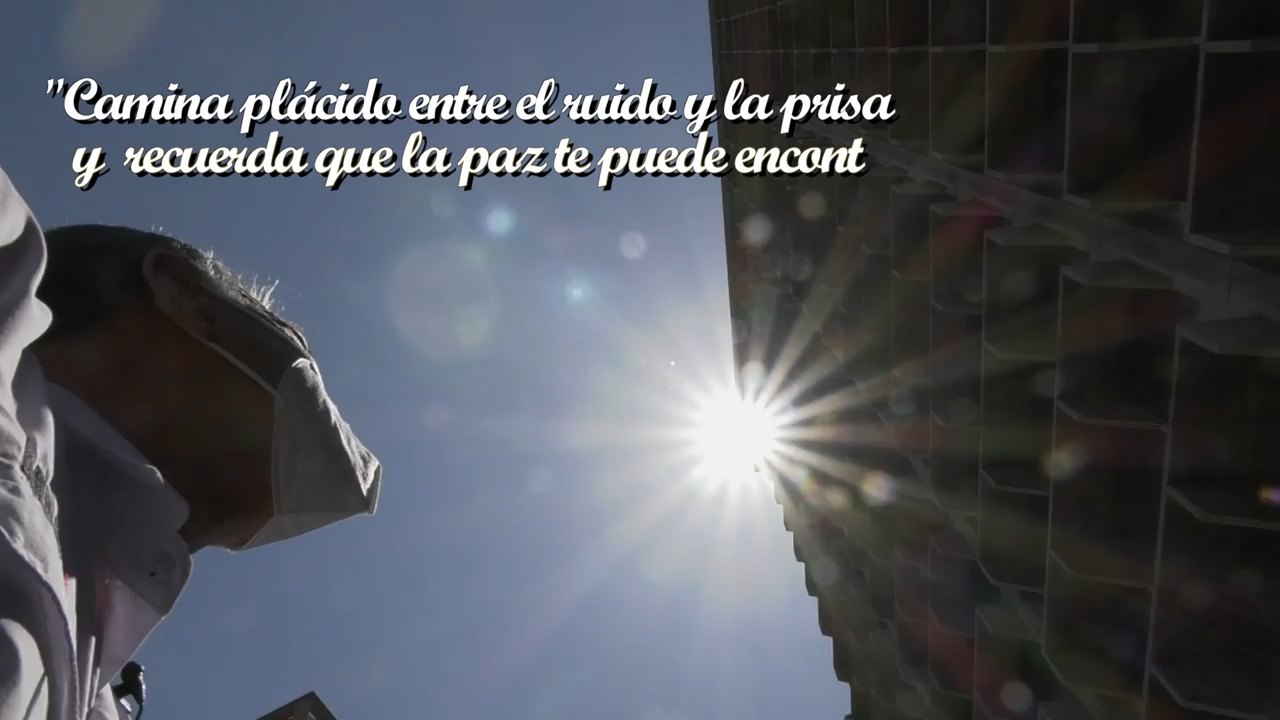 "Camina plácido entre el ruido y la prisa
y recuerda que la paz te puede encont